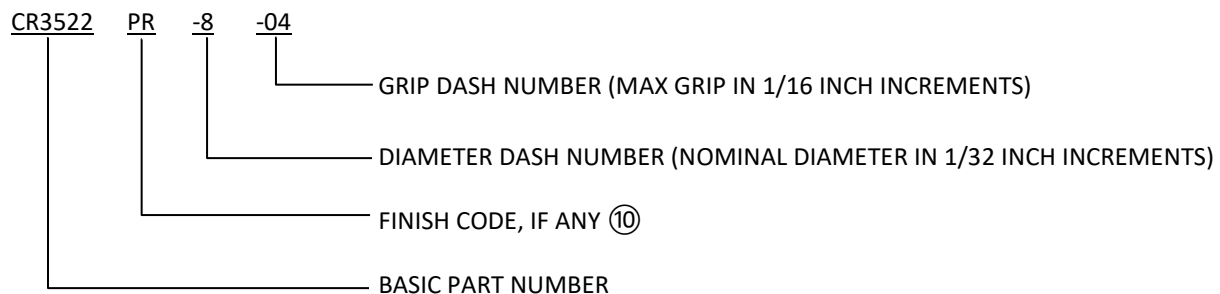 CR3522 PR -8 -04
GRIP DASH NUMBER (MAX GRIP IN 1/16 INCH INCREMENTS)
DIAMETER DASH NUMBER (NOMINAL DIAMETER IN 1/32 INCH INCREMENTS)
FINISH CODE, IF ANY ⑩
BASIC PART NUMBER